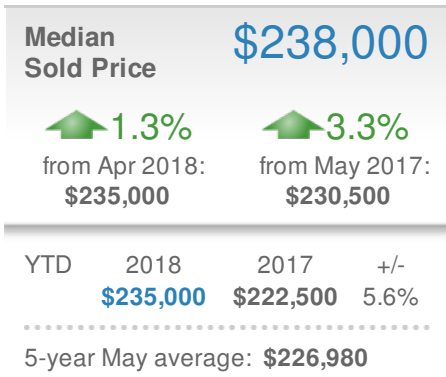 Median
Sold Price
$238,000
1.3%
3.3%
from Apr 2018:
$235,000
from May 2017:
$230,500
YTD 2018 2017 +/-
$235,000 $222,500 5.6%
5-year May average: $226,980